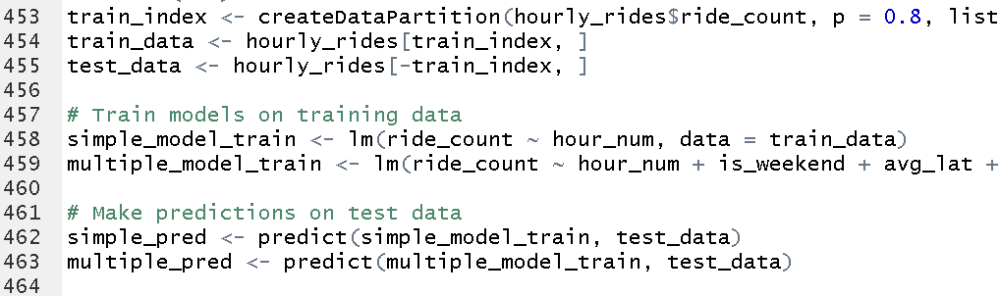 453 train_index <- createDataPartition(hourly_rides$ride_count, p = 0.8, list
454 train_data <- hourly_rides[train_index, ]
455 test_data <- hourly_rides[-train_index, ]
456
457 # Train models on training data
458 simple_model_train <- lm(ride_count ~ hour_num, data = train_data)
459 multiple_model_train <- lm(ride_count ~ hour_num + is_weekend + avg_lat +
460
461 # Make predictions on test data
462 simple_pred <- predict(simple_model_train, test_data)
463 multiple_pred <- predict(multiple_model_train, test_data)
464